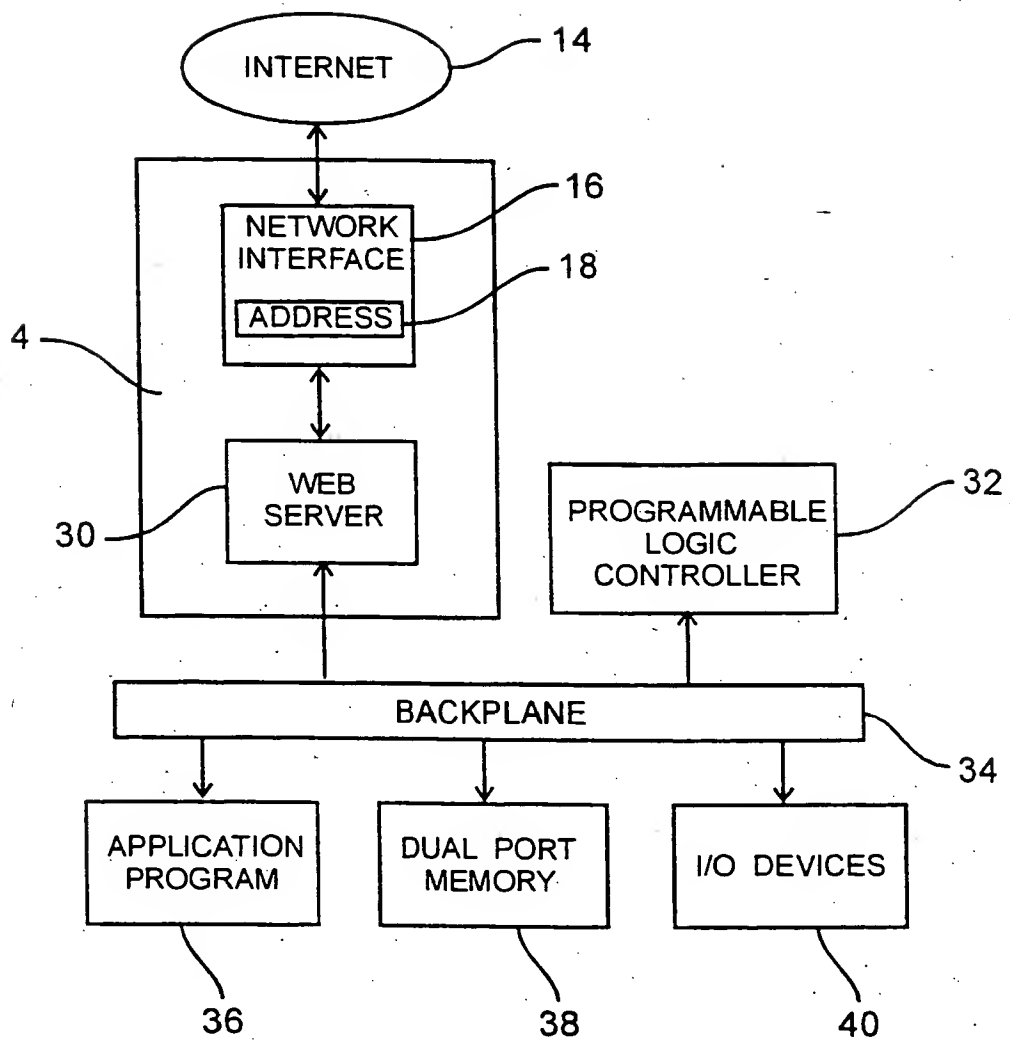 INTERNET
14
NETWORK
INTERFACE
16
ADDRESS
18
4
WEB
SERVER
30
PROGRAMMABLE
LOGIC
CONTROLLER
32
BACKPLANE
34
APPLICATION
PROGRAM
DUAL PORT
MEMORY
I/O DEVICES
36
38
40